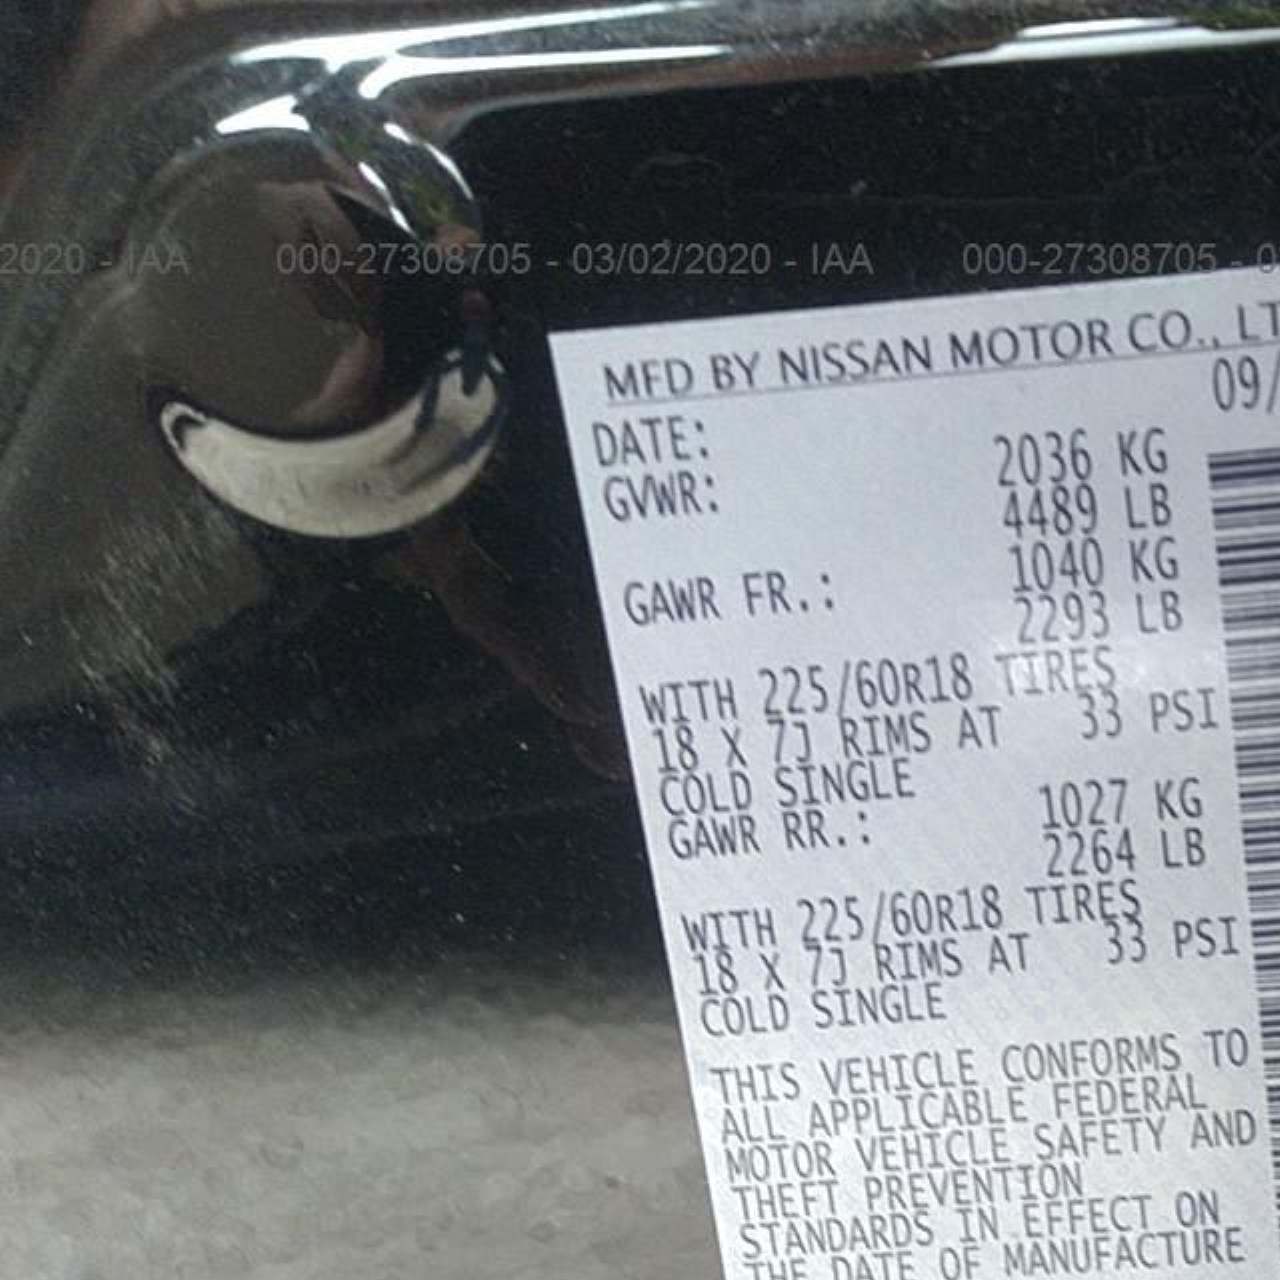 2020 - IAA 000-27308705 - 03/02/2020 - IAA 000-27308705 - 0
MFD BY NISSAN MOTOR CO., LT
09/
DATE:
GVWR: 2036 KG
4489 LB
GAWR FR.: 1040 KG
2293 LB
WITH 225/60R18 TIRES
18 X 7J RIMS AT 33 PSI
COLD SINGLE
GAWR RR.: 1027 KG
2264 LB
WITH 225/60R18 TIRES
18 X 7J RIMS AT 33 PSI
COLD SINGLE
THIS VEHICLE CONFORMS TO
ALL APPLICABLE FEDERAL
MOTOR VEHICLE SAFETY AND
THEFT PREVENTION
STANDARDS IN EFFECT ON
THE DATE OF MANUFACTURE